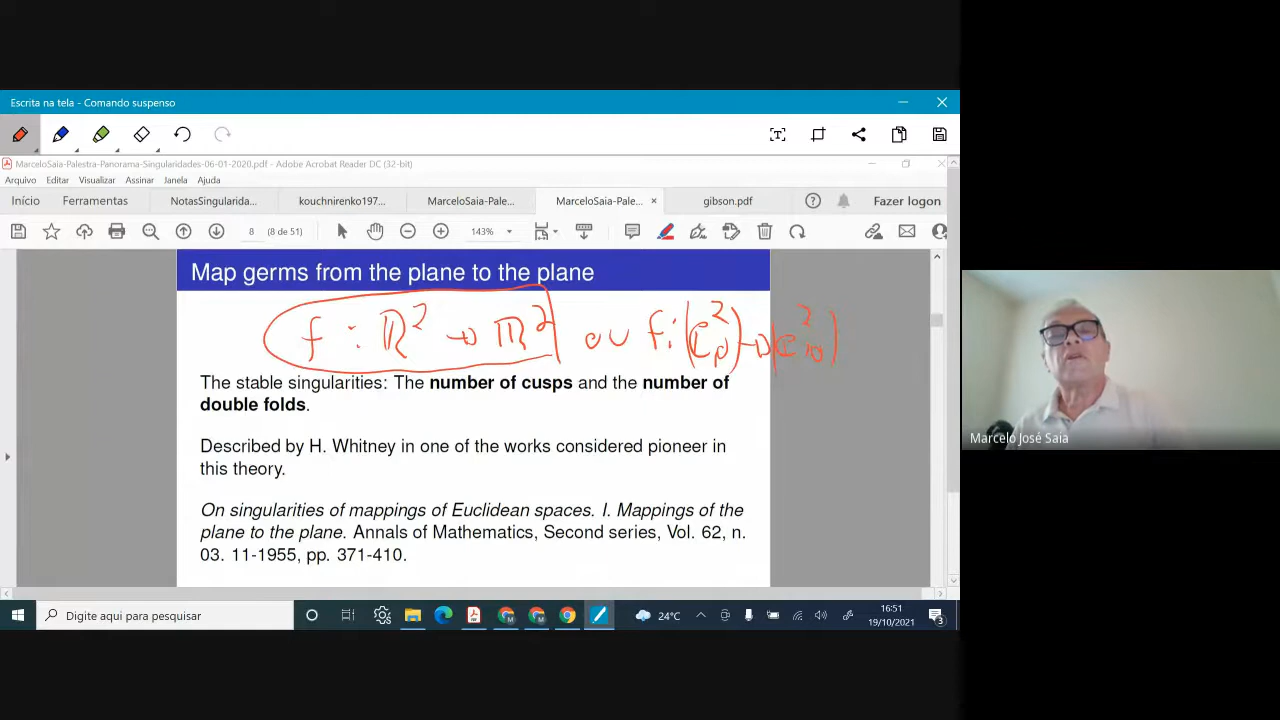 Escrita na tela - Comando suspenso
MarceloSaia-Palestra-Panorama-Singularidades-06-01-2020.pdf - Adobe Acrobat Reader DC (32-bit)
Arquivo Editar Visualizar Assinar Janela Ajuda
Início Ferramentas NotasSingularida... kouchnirenko197... MarceloSaia-Pale... MarceloSaia-Pale... × gibson.pdf Fazer logon
8 (8 de 51) 143%
Map germs from the plane to the plane
f : ℝ² → ℝ² ou f: (ℂ², 0) → (ℂ², 0)
The stable singularities: The number of cusps and the number of
double folds.
Described by H. Whitney in one of the works considered pioneer in
this theory.
On singularities of mappings of Euclidean spaces. I. Mappings of the
plane to the plane. Annals of Mathematics, Second series, Vol. 62, n.
03. 11-1955, pp. 371-410.
Marcelo José Saia
Digite aqui para pesquisar
24°C
16:51
19/10/2021
3